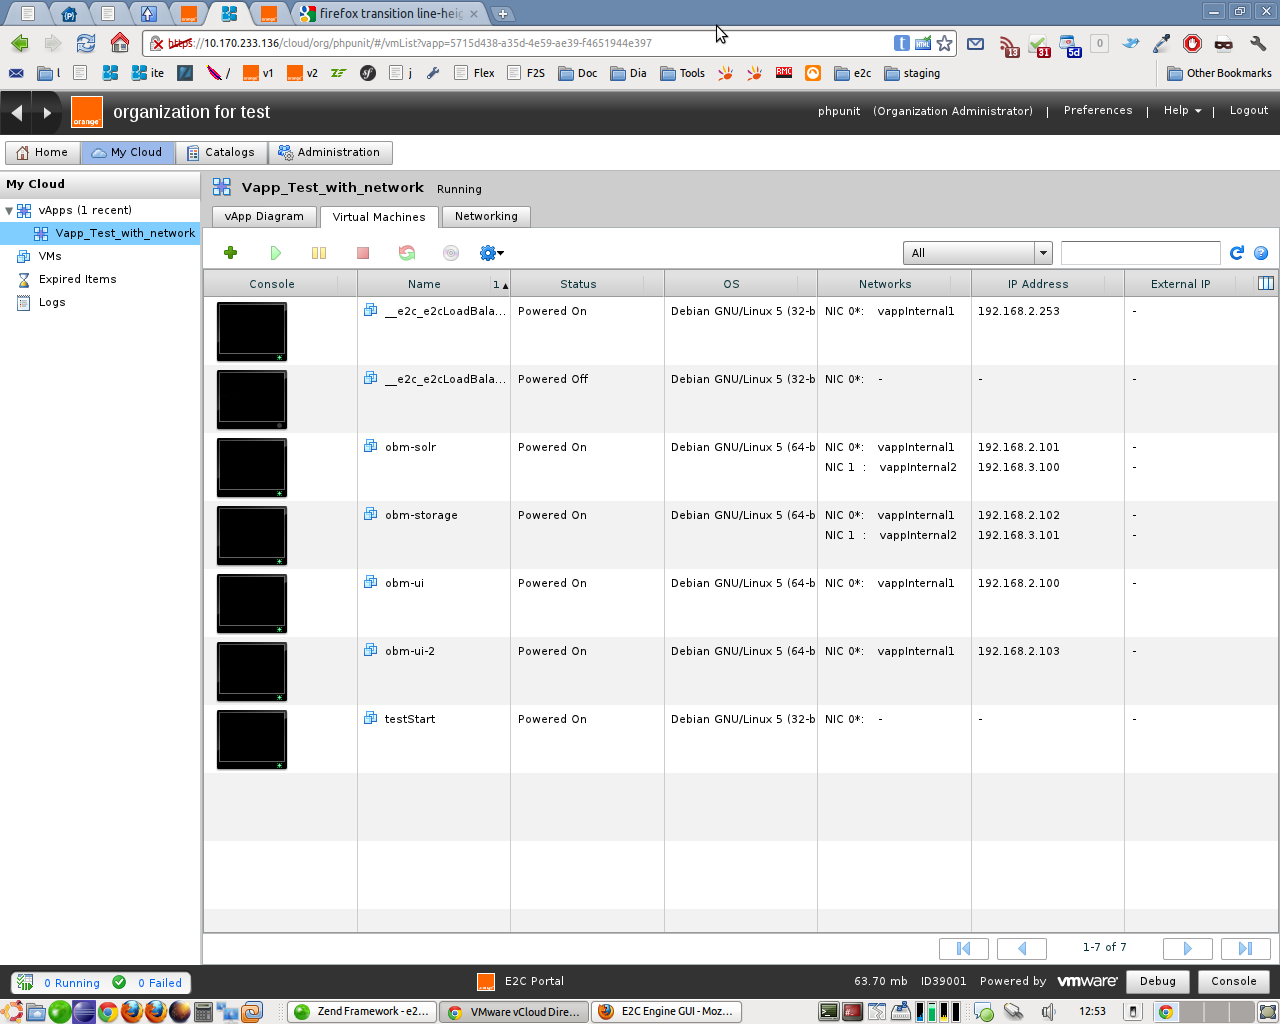 firefox transition line-heig
https://10.170.233.136/cloud/org/phpunit/#/vmList?vapp=5715d438-a35d-4e59-ae39-f4651944e397
13 31 5d 0
l ite / v1 v2 ZF sf j Flex F2S Doc Dia Tools RMC e2c staging Other Bookmarks
orange organization for test phpunit (Organization Administrator) | Preferences | Help | Logout
Home My Cloud Catalogs Administration
My Cloud
vApps (1 recent)
Vapp_Test_with_network
VMs
Expired Items
Logs
Vapp_Test_with_network Running
vApp Diagram Virtual Machines Networking
All
Console Name 1 Status OS Networks IP Address External IP
__e2c_e2cLoadBala... Powered On Debian GNU/Linux 5 (32-b NIC 0*: vappInternal1 192.168.2.253 -
__e2c_e2cLoadBala... Powered Off Debian GNU/Linux 5 (32-b NIC 0*: - - -
obm-solr Powered On Debian GNU/Linux 5 (64-b NIC 0*: vappInternal1 192.168.2.101 -
NIC 1 : vappInternal2 192.168.3.100 -
obm-storage Powered On Debian GNU/Linux 5 (64-b NIC 0*: vappInternal1 192.168.2.102 -
NIC 1 : vappInternal2 192.168.3.101 -
obm-ui Powered On Debian GNU/Linux 5 (64-b NIC 0*: vappInternal1 192.168.2.100 -
obm-ui-2 Powered On Debian GNU/Linux 5 (64-b NIC 0*: vappInternal1 192.168.2.103 -
testStart Powered On Debian GNU/Linux 5 (32-b NIC 0*: - - -
1-7 of 7
0 Running 0 Failed E2C Portal 63.70 mb ID39001 Powered by vmware Debug Console
Zend Framework - e2... VMware vCloud Dire... E2C Engine GUI - Moz... 12:53